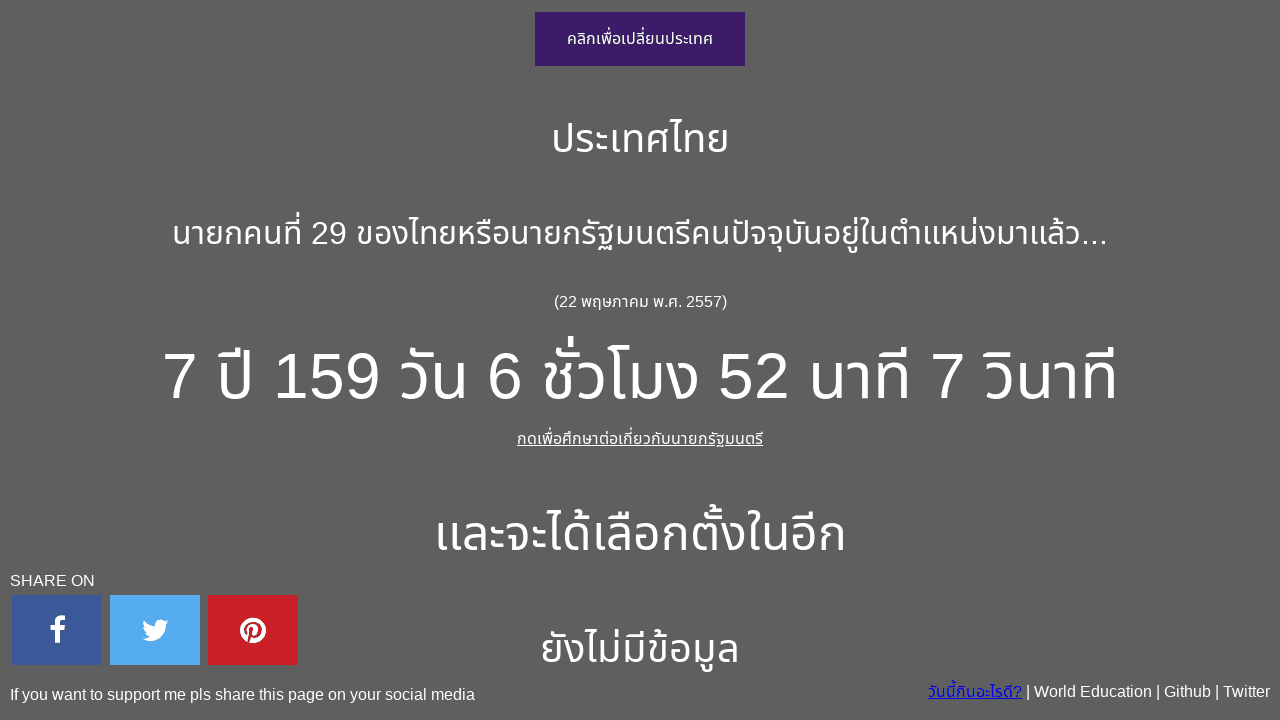 คลิกเพื่อเปลี่ยนประเทศ
ประเทศไทย
นายกคนที่ 29 ของไทยหรือนายกรัฐมนตรีคนปัจจุบันอยู่ในตำแหน่งมาแล้ว...
(22 พฤษภาคม พ.ศ. 2557)
7 ปี 159 วัน 6 ชั่วโมง 52 นาที 7 วินาที
กดเพื่อศึกษาต่อเกี่ยวกับนายกรัฐมนตรี
และจะได้เลือกตั้งในอีก
ยังไม่มีข้อมูล
SHARE ON
If you want to support me pls share this page on your social media
วันนี้กินอะไรดี? | World Education | Github | Twitter